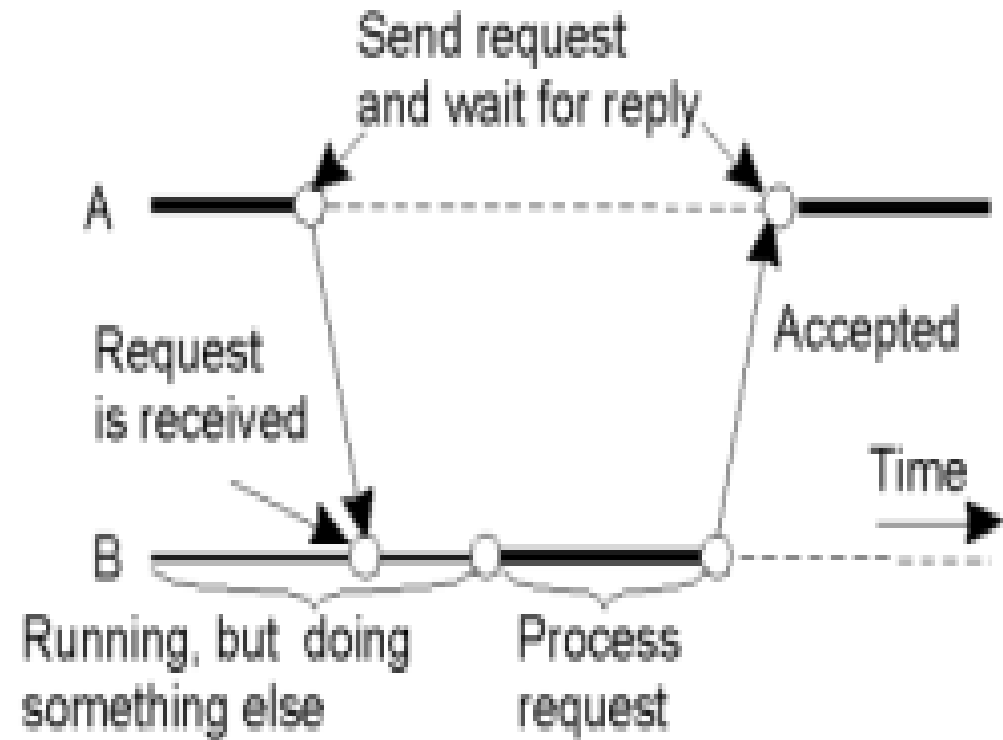 Send request
and wait for reply
A
Accepted
Request
is received
Time
B
Running, but doing
something else
Process
request